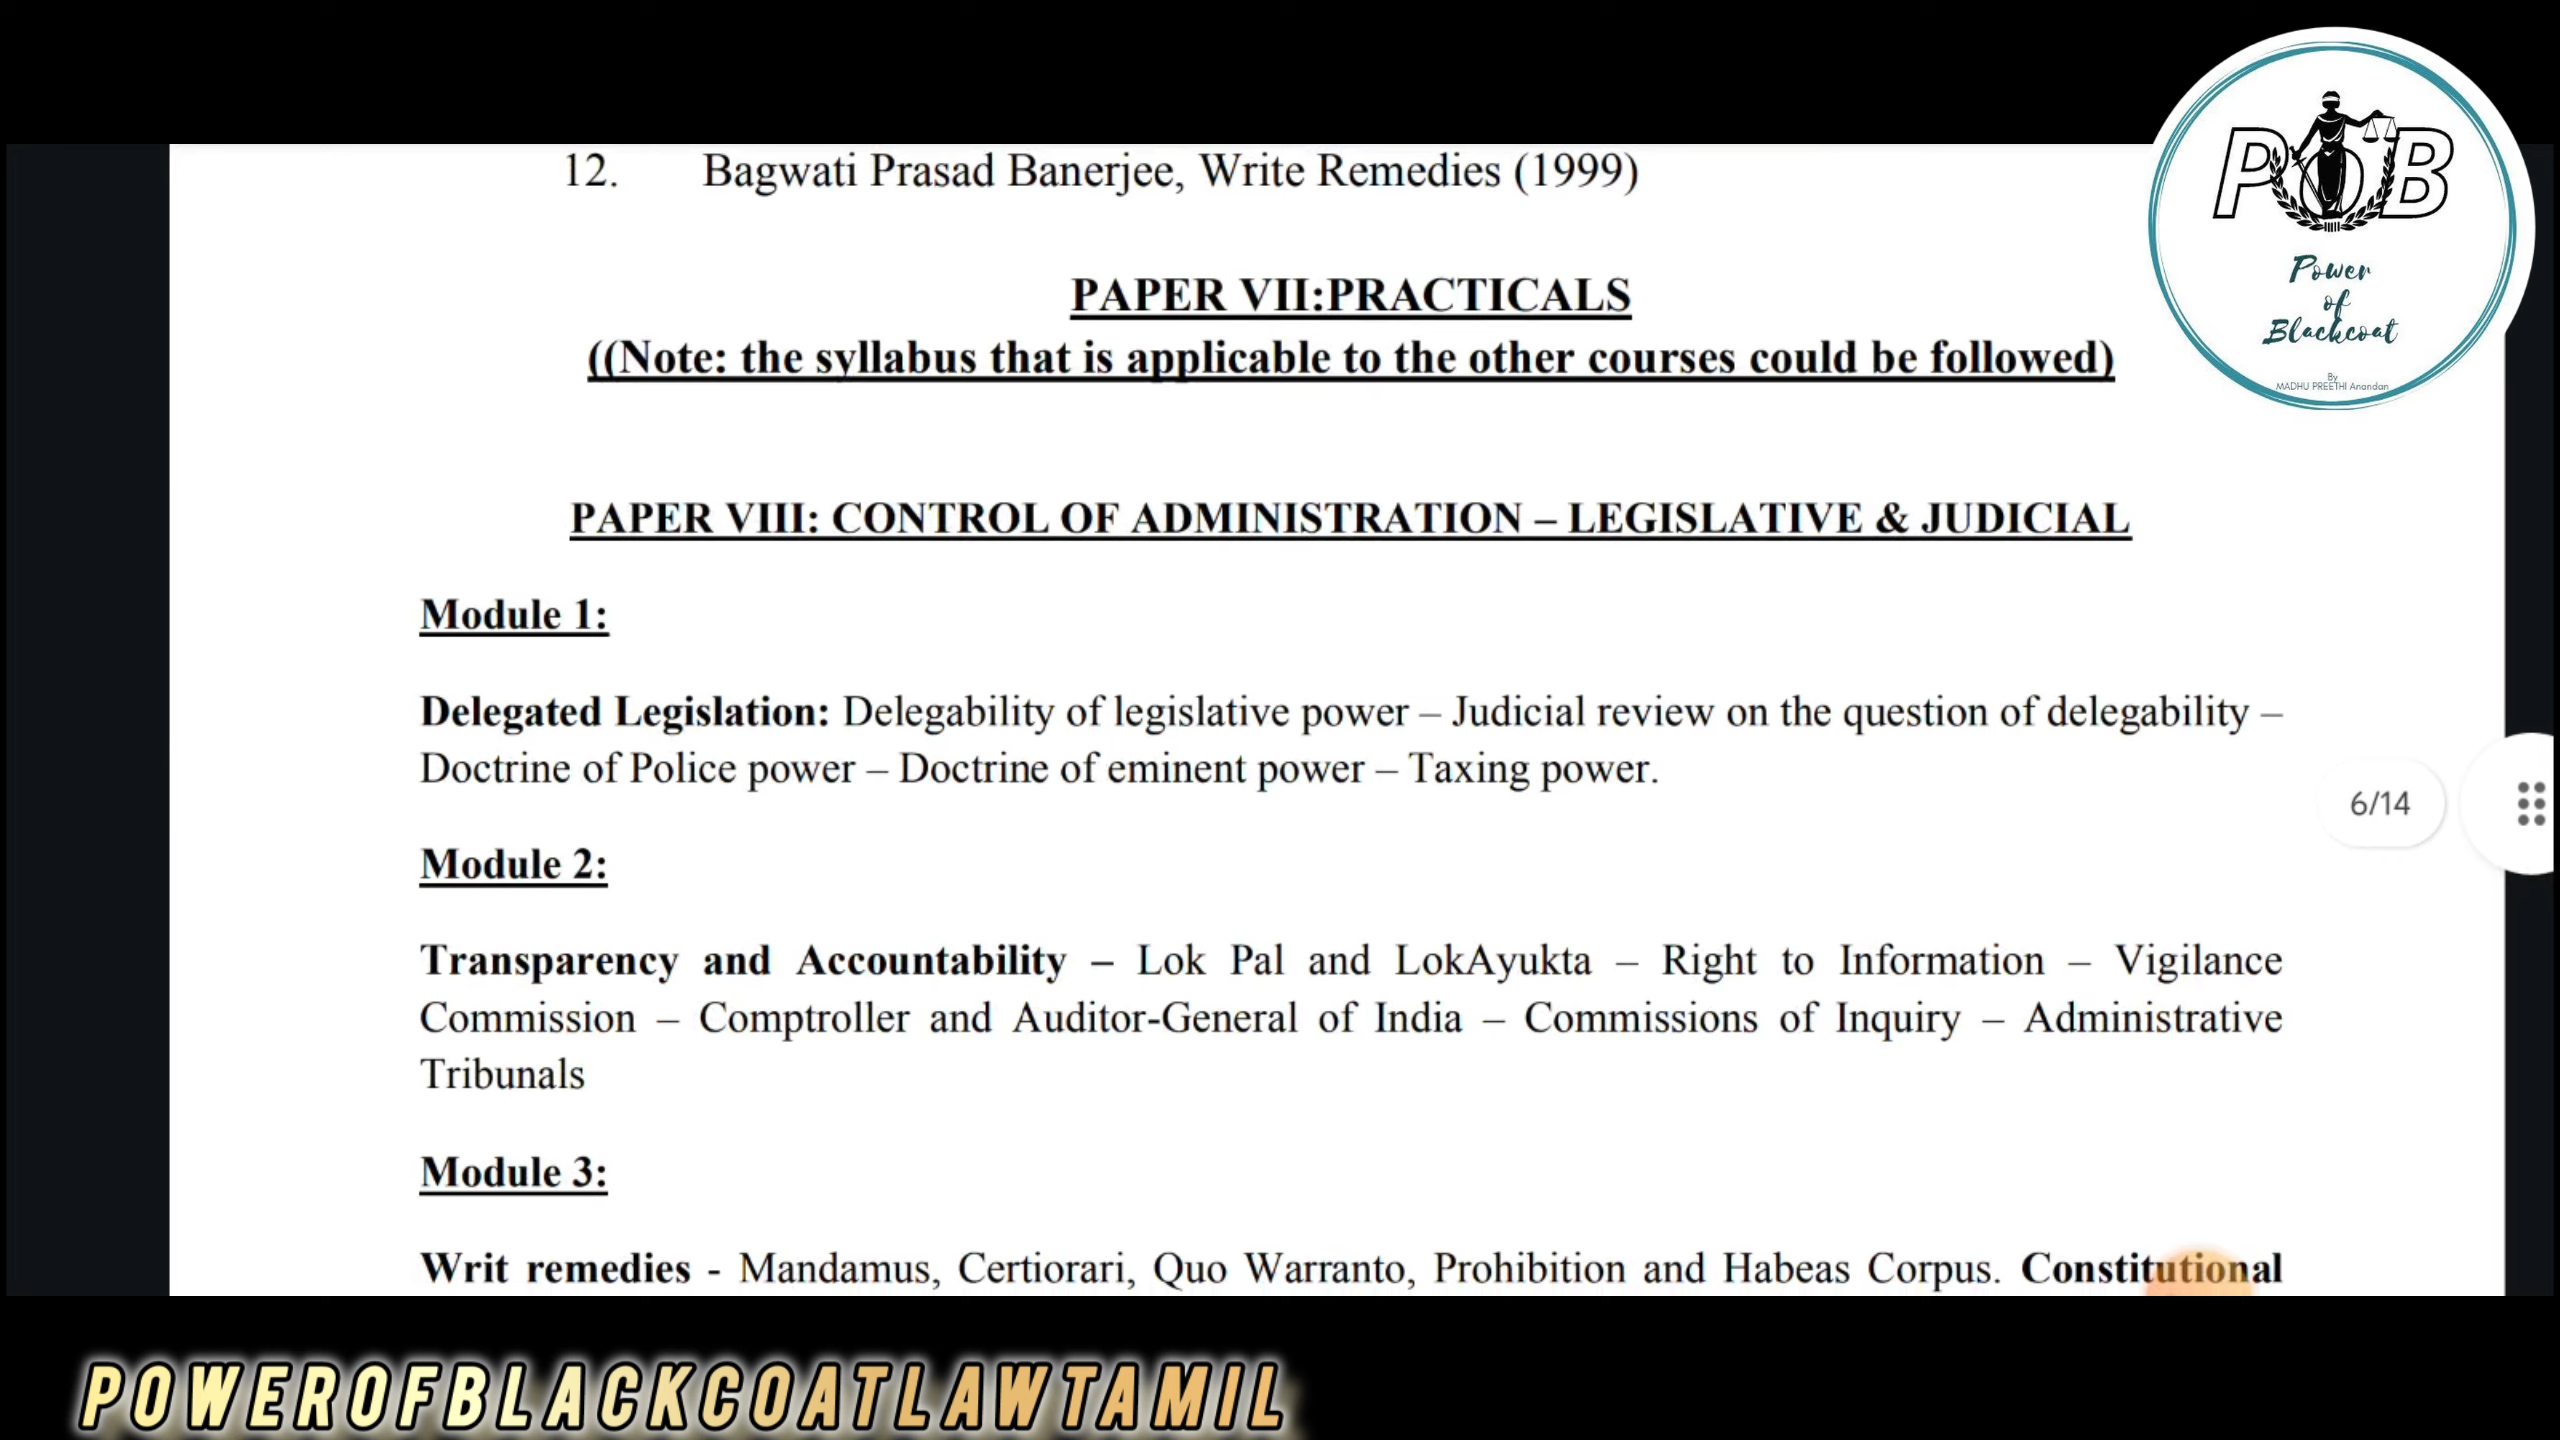 12. Bagwati Prasad Banerjee, Write Remedies (1999)
POB
Power
of
Blackcoat
By
MADHU PREETHI Anandan
PAPER VII:PRACTICALS
((Note: the syllabus that is applicable to the other courses could be followed)
PAPER VIII: CONTROL OF ADMINISTRATION – LEGISLATIVE & JUDICIAL
Module 1:
Delegated Legislation: Delegability of legislative power – Judicial review on the question of delegability –
Doctrine of Police power – Doctrine of eminent power – Taxing power.
6/14
Module 2:
Transparency and Accountability – Lok Pal and LokAyukta – Right to Information – Vigilance
Commission – Comptroller and Auditor-General of India – Commissions of Inquiry – Administrative
Tribunals
Module 3:
Writ remedies - Mandamus, Certiorari, Quo Warranto, Prohibition and Habeas Corpus. Constitutional
POWEROFBLACKCOATLAWTAMIL